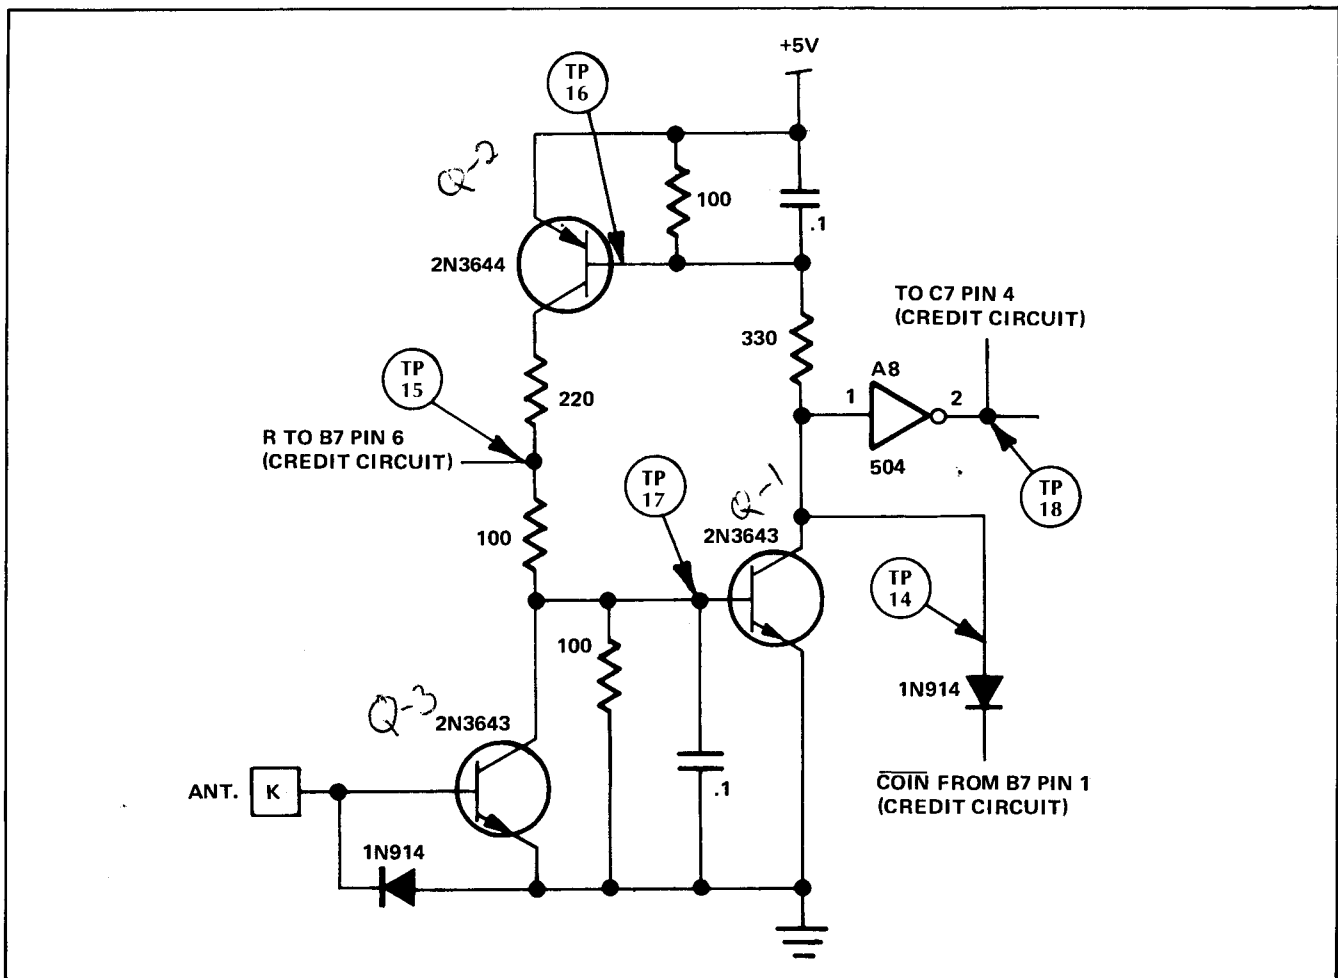 +5V
TP
16
Q-2
100
.1
2N3644
TO C7 PIN 4
(CREDIT CIRCUIT)
330
A8
TP
15
220
1
2
R TO B7 PIN 6
(CREDIT CIRCUIT)
504
TP
17
Q-1
TP
18
100
2N3643
TP
14
100
1N914
Q-3
2N3643
ANT.
K
.1
COIN FROM B7 PIN 1
(CREDIT CIRCUIT)
1N914